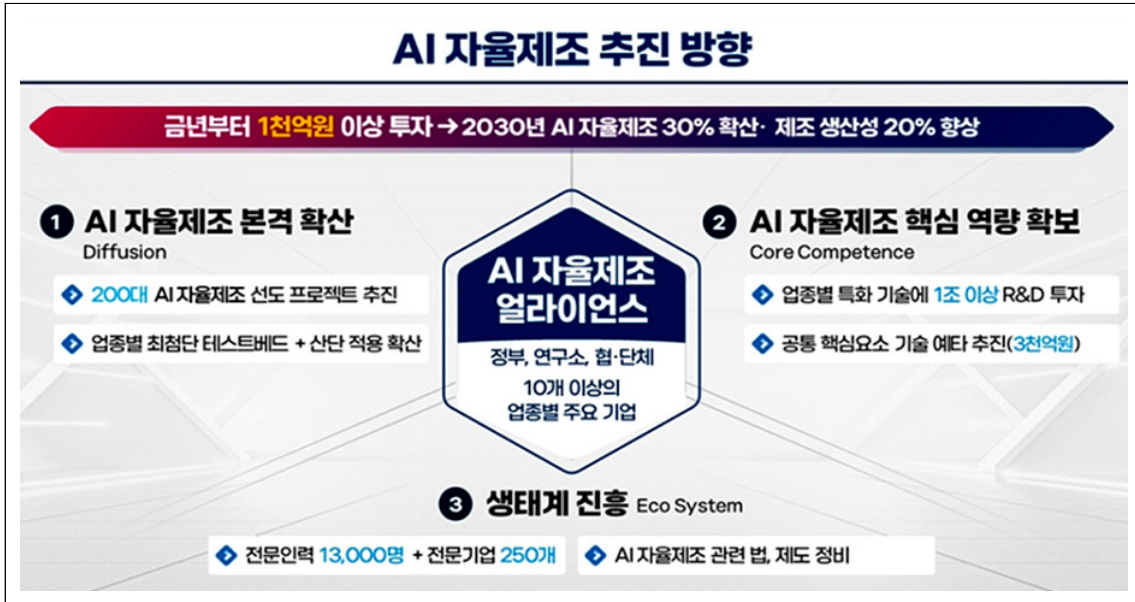 AI 자율제조 추진 방향
금년부터 1천억원 이상 투자 → 2030년 AI 자율제조 30% 확산· 제조 생산성 20% 향상
1 AI 자율제조 본격 확산
Diffusion
200대 AI 자율제조 선도 프로젝트 추진
업종별 최첨단 테스트베드 + 산단 적용 확산
AI 자율제조
얼라이언스
정부, 연구소, 협·단체
10개 이상의
업종별 주요 기업
2 AI 자율제조 핵심 역량 확보
Core Competence
업종별 특화 기술에 1조 이상 R&D 투자
공통 핵심요소 기술 예타 추진(3천억원)
3 생태계 진흥 Eco System
전문인력 13,000명 + 전문기업 250개
AI 자율제조 관련 법, 제도 정비